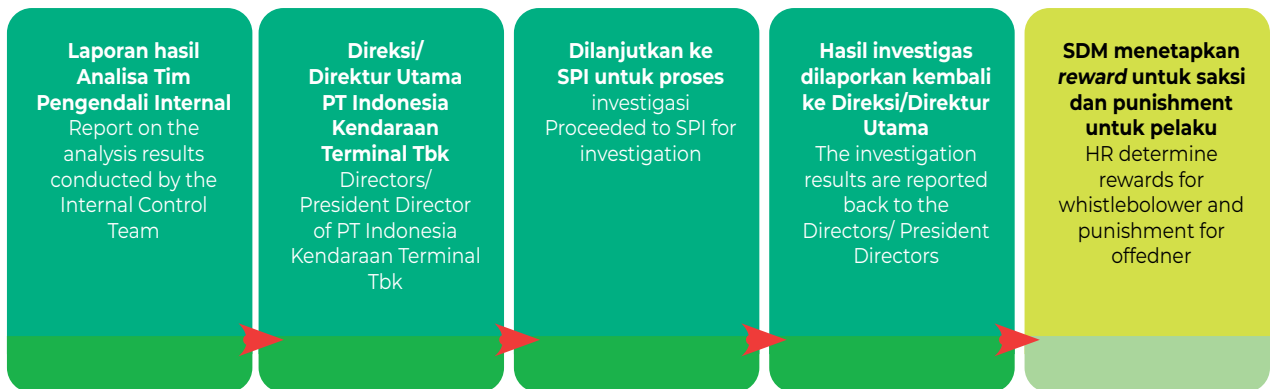 Laporan hasil
Analisa Tim
Pengendali Internal
Report on the
analysis results
conducted by the
Internal Control
Team
Direksi/
Direktur Utama
PT Indonesia
Kendaraan
Terminal Tbk
Directors/
President Director
of PT Indonesia
Kendaraan Terminal
Tbk
Dilanjutkan ke
SPI untuk proses
investigasi
Proceeded to SPI for
investigation
Hasil investigas
dilaporkan kembali
ke Direksi/Direktur
Utama
The investigation
results are reported
back to the
Directors/ President
Directors
SDM menetapkan
reward untuk saksi
dan punishment
untuk pelaku
HR determine
rewards for
whistlebolower and
punishment for
offedner